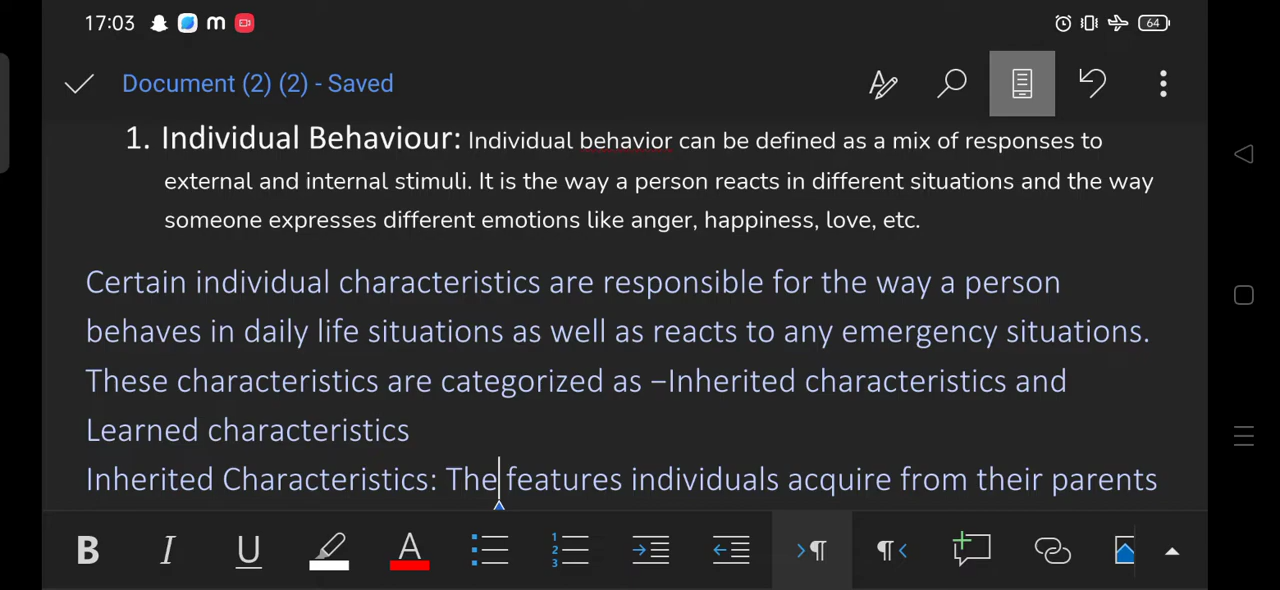 17:03 m 64
Document (2) (2) - Saved
1. Individual Behaviour: Individual behavior can be defined as a mix of responses to
external and internal stimuli. It is the way a person reacts in different situations and the way
someone expresses different emotions like anger, happiness, love, etc.
Certain individual characteristics are responsible for the way a person
behaves in daily life situations as well as reacts to any emergency situations.
These characteristics are categorized as −Inherited characteristics and
Learned characteristics
Inherited Characteristics: The features individuals acquire from their parents
B I U A 1 2 3 ¶ ¶